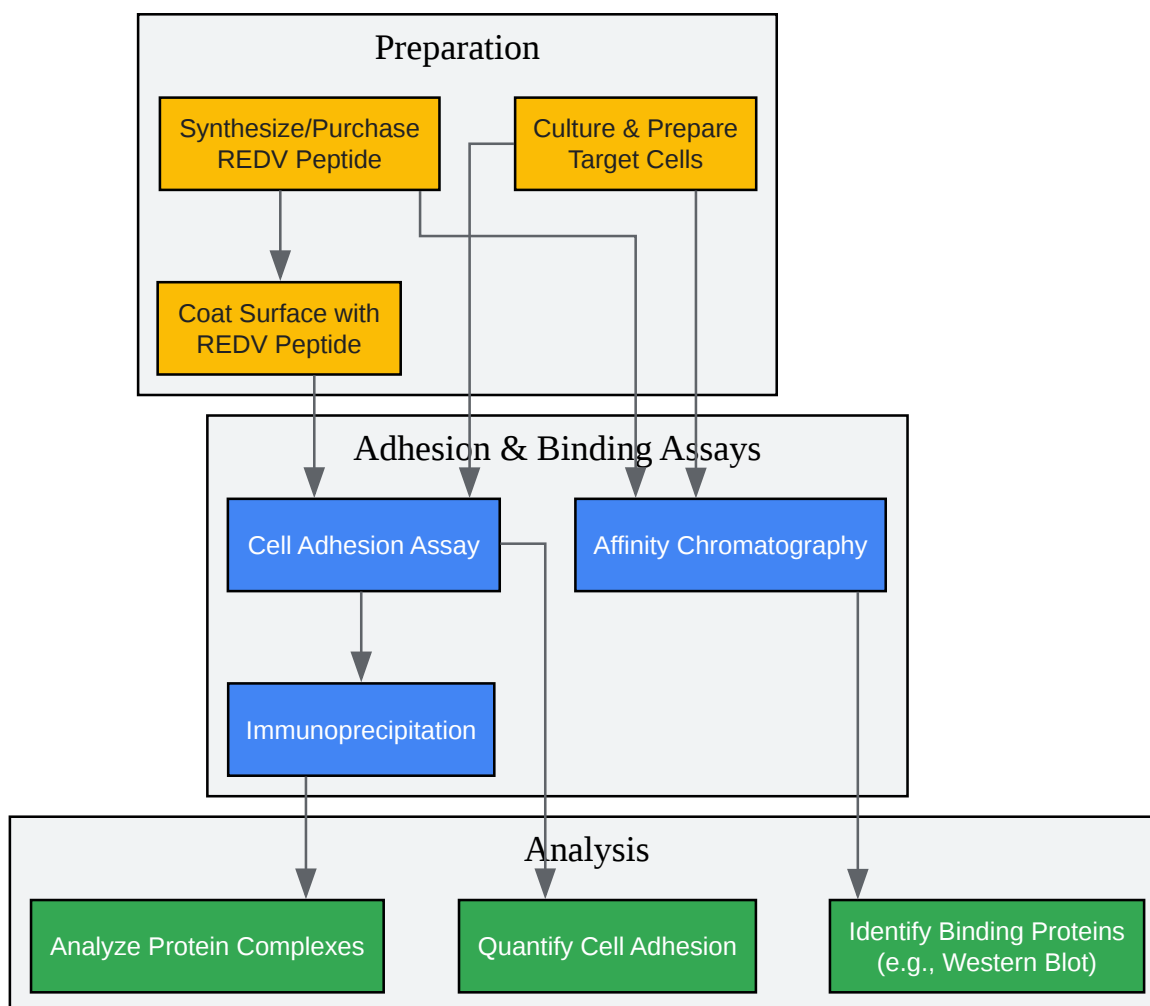 Preparation
Synthesize/Purchase
REDV Peptide
Culture & Prepare
Target Cells
Coat Surface with
REDV Peptide
Adhesion & Binding Assays
Cell Adhesion Assay
Affinity Chromatography
Immunoprecipitation
Analysis
Analyze Protein Complexes
Quantify Cell Adhesion
Identify Binding Proteins
(e.g., Western Blot)